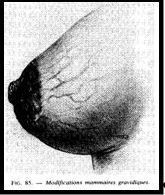 FIG. 85. — Modifications mammaires gravidiques